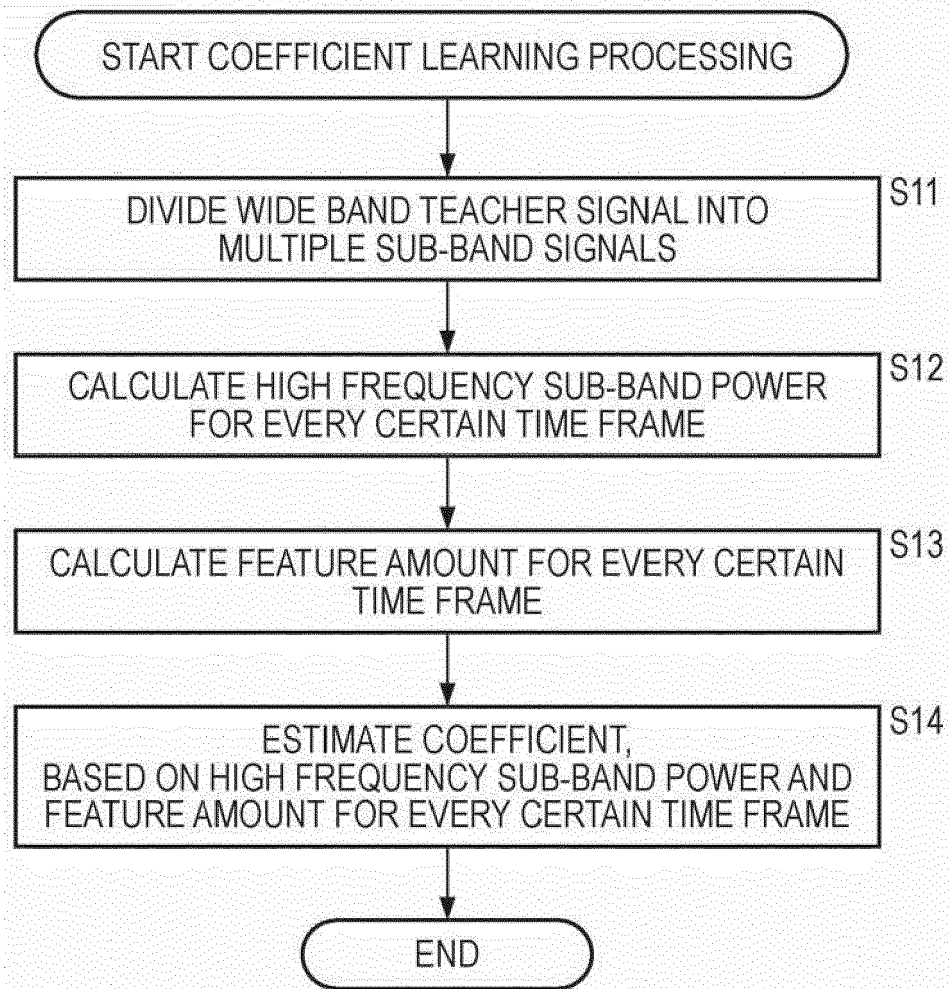 START COEFFICIENT LEARNING PROCESSING
S11
DIVIDE WIDE BAND TEACHER SIGNAL INTO
MULTIPLE SUB-BAND SIGNALS
S12
CALCULATE HIGH FREQUENCY SUB-BAND POWER
FOR EVERY CERTAIN TIME FRAME
S13
CALCULATE FEATURE AMOUNT FOR EVERY CERTAIN
TIME FRAME
S14
ESTIMATE COEFFICIENT,
BASED ON HIGH FREQUENCY SUB-BAND POWER AND
FEATURE AMOUNT FOR EVERY CERTAIN TIME FRAME
END